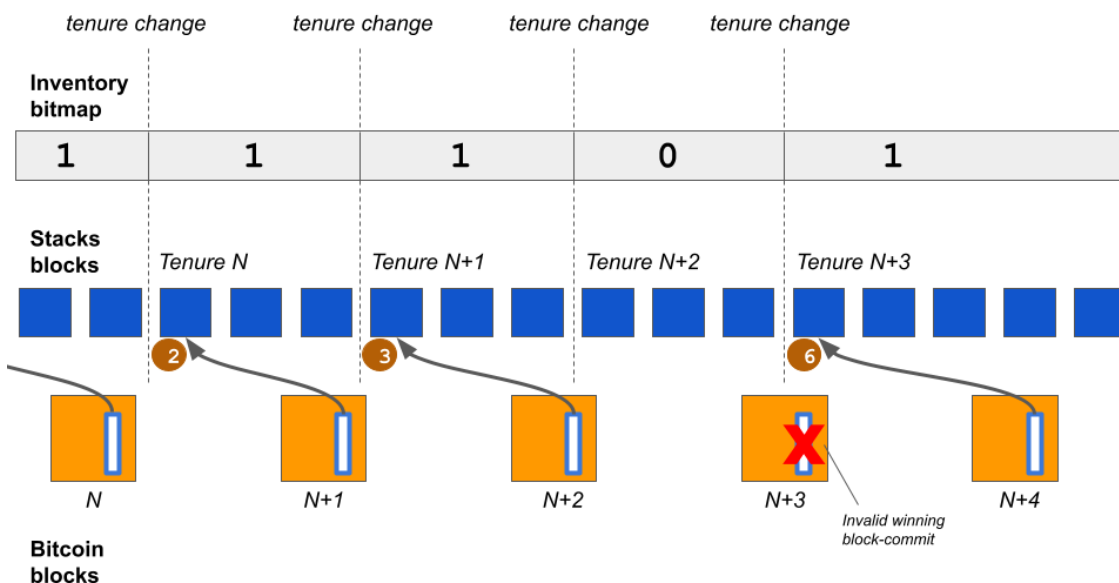 tenure change tenure change tenure change tenure change
Inventory
bitmap
1 1 1 0 1
Stacks
blocks
Tenure N Tenure N+1 Tenure N+2 Tenure N+3
2 3 6
X
N N+1 N+2 N+3 N+4
Invalid winning
block-commit
Bitcoin
blocks